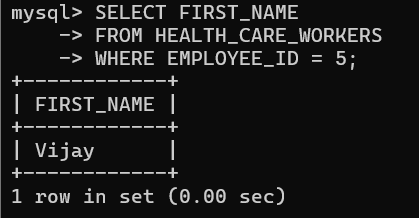 mysql> SELECT FIRST_NAME
    -> FROM HEALTH_CARE_WORKERS
    -> WHERE EMPLOYEE_ID = 5;
+------------+
| FIRST_NAME |
+------------+
| Vijay      |
+------------+
1 row in set (0.00 sec)